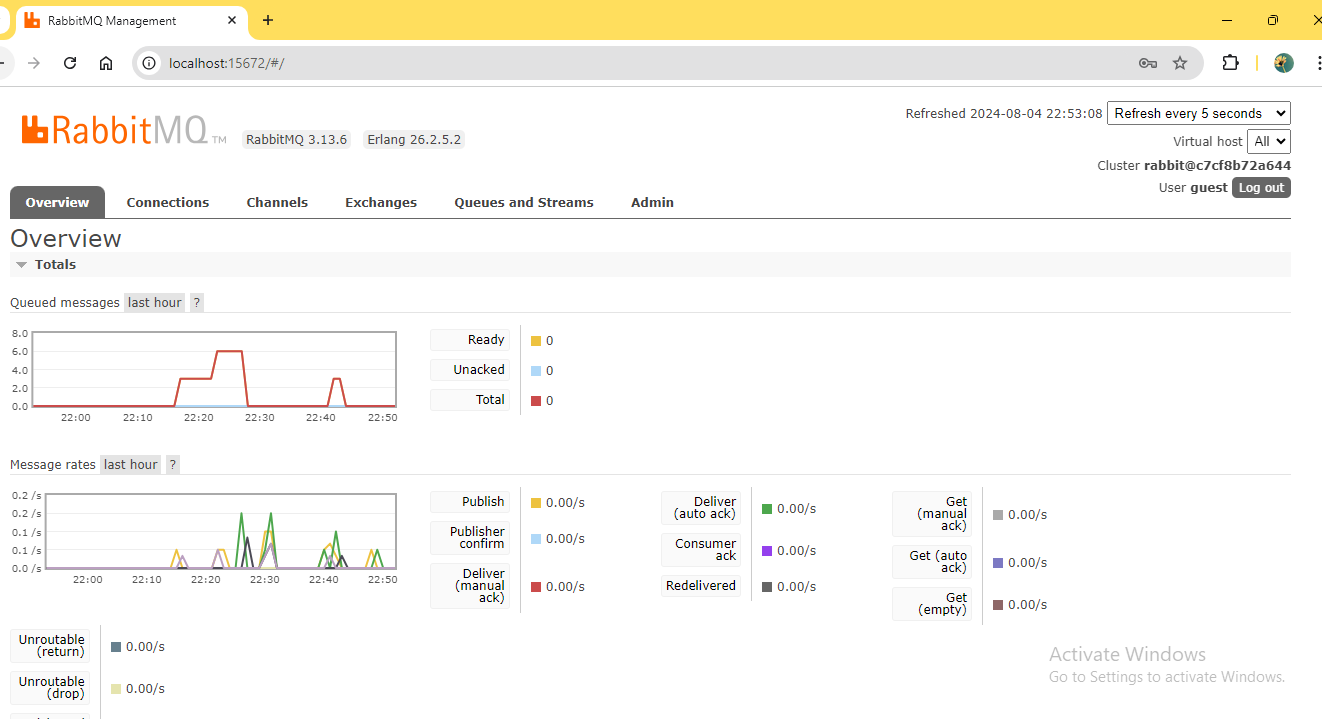 RabbitMQ Management
localhost:15672/#/
RabbitMQ TM
RabbitMQ 3.13.6
Erlang 26.2.5.2
Refreshed 2024-08-04 22:53:08
Refresh every 5 seconds
Virtual host All
Cluster rabbit@c7cf8b72a644
User guest Log out
Overview
Connections
Channels
Exchanges
Queues and Streams
Admin
Overview
Totals
Queued messages last hour ?
8.0
6.0
4.0
2.0
0.0
22:00 22:10 22:20 22:30 22:40 22:50
Ready 0
Unacked 0
Total 0
Message rates last hour ?
0.2 /s
0.2 /s
0.1 /s
0.1 /s
0.0 /s
22:00 22:10 22:20 22:30 22:40 22:50
Publish 0.00/s
Publisher
confirm 0.00/s
Deliver
(manual
ack) 0.00/s
Deliver
(auto ack) 0.00/s
Consumer
ack 0.00/s
Redelivered 0.00/s
Get
(manual
ack) 0.00/s
Get (auto
ack) 0.00/s
Get
(empty) 0.00/s
Unroutable
(return) 0.00/s
Unroutable
(drop) 0.00/s
Activate Windows
Go to Settings to activate Windows.